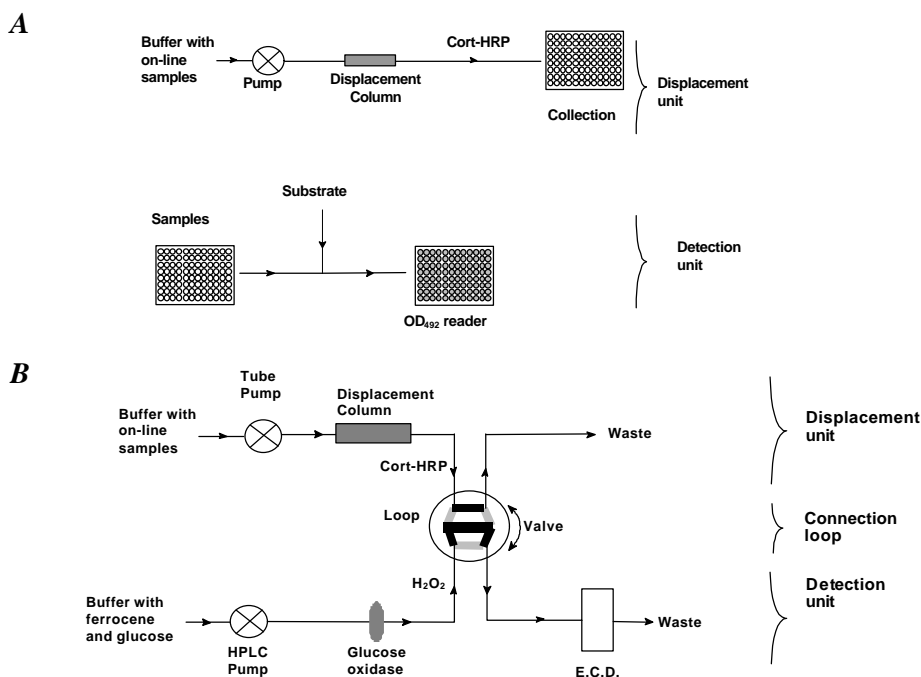 A
Buffer with
on-line
samples
Pump
Displacement
Column
Cort-HRP
Collection
Displacement
unit
Substrate
Samples
OD₄₉₂ reader
Detection
unit
B
Tube
Pump
Displacement
Column
Buffer with
on-line
samples
Waste
Displacement
unit
Cort-HRP
Loop
Valve
Connection
loop
H₂O₂
Detection
unit
Buffer with
ferrocene
and glucose
HPLC
Pump
Glucose
oxidase
Waste
E.C.D.